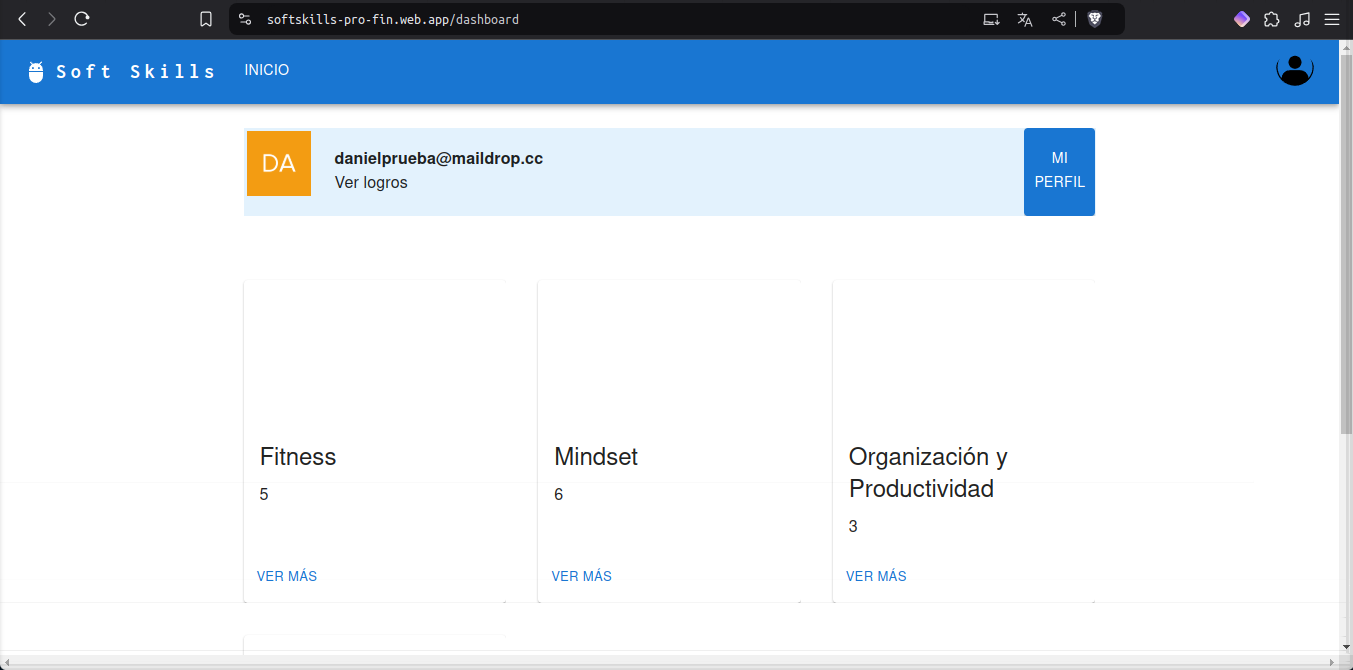 softskills-pro-fin.web.app/dashboard
Soft Skills
INICIO
DA
danielprueba@maildrop.cc
Ver logros
MI
PERFIL
Fitness
5
VER MÁS
Mindset
6
VER MÁS
Organización y
Productividad
3
VER MÁS